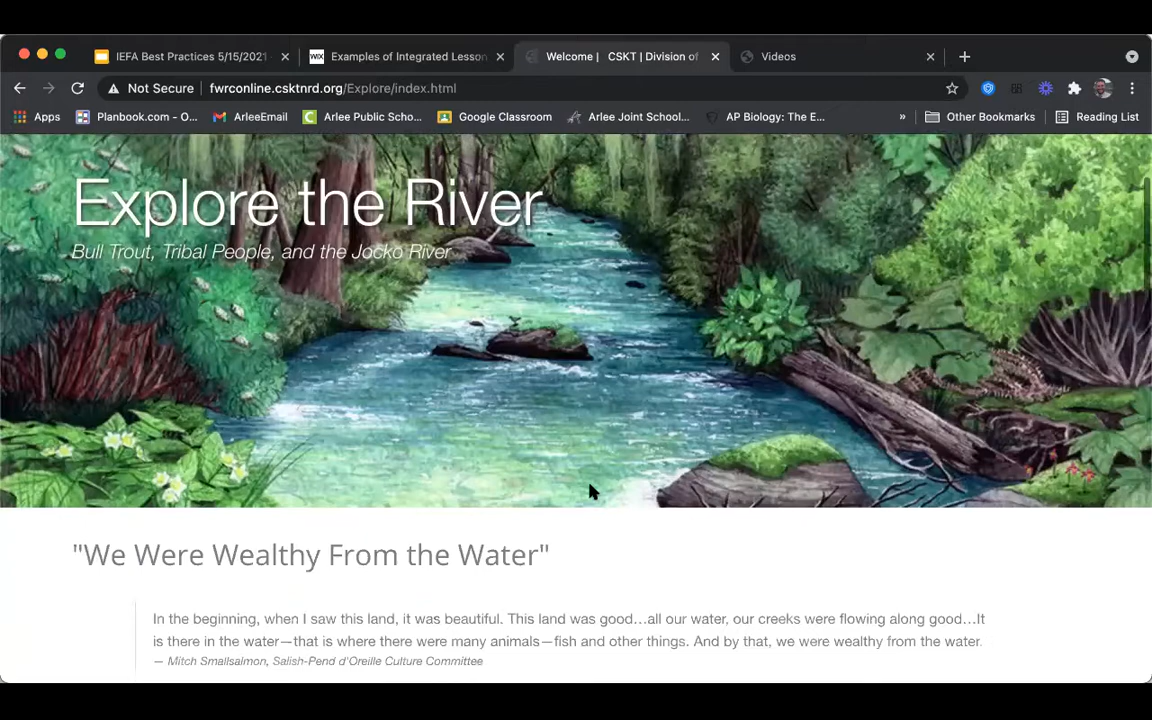 IEFA Best Practices 5/15/2021
Examples of Integrated Lesson
Welcome | CSKT | Division of
Videos
Not Secure
fwrconline.csktnrd.org/Explore/index.html
Apps
Planbook.com - O...
ArleeEmail
Arlee Public Scho...
Google Classroom
Arlee Joint School...
AP Biology: The E...
»
Other Bookmarks
Reading List
Explore the River
Bull Trout, Tribal People, and the Jocko River
"We Were Wealthy From the Water"
In the beginning, when I saw this land, it was beautiful. This land was good...all our water, our creeks were flowing along good...It
is there in the water—that is where there were many animals—fish and other things. And by that, we were wealthy from the water.
— Mitch Smallsalmon, Salish-Pend d'Oreille Culture Committee